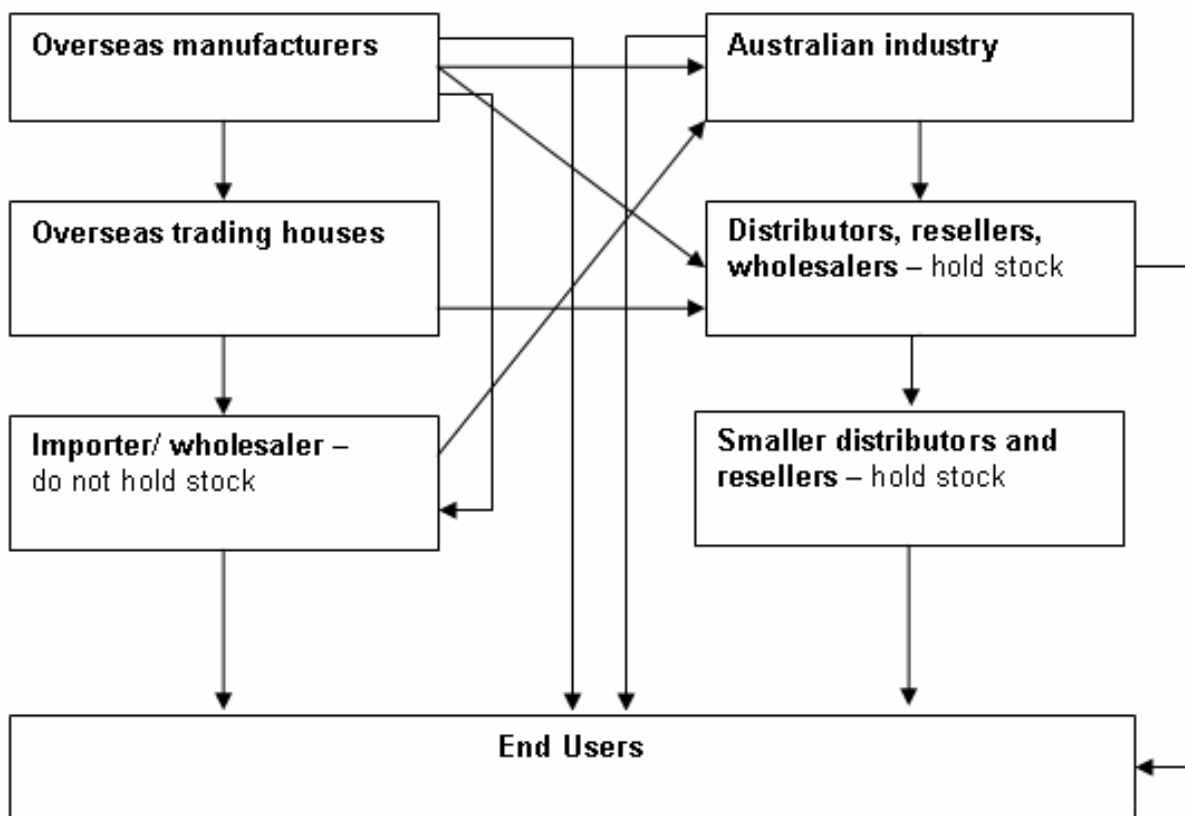 Overseas manufacturers
Australian industry
Overseas trading houses
Distributors, resellers,
wholesalers – hold stock
Importer/ wholesaler –
do not hold stock
Smaller distributors and
resellers – hold stock
End Users